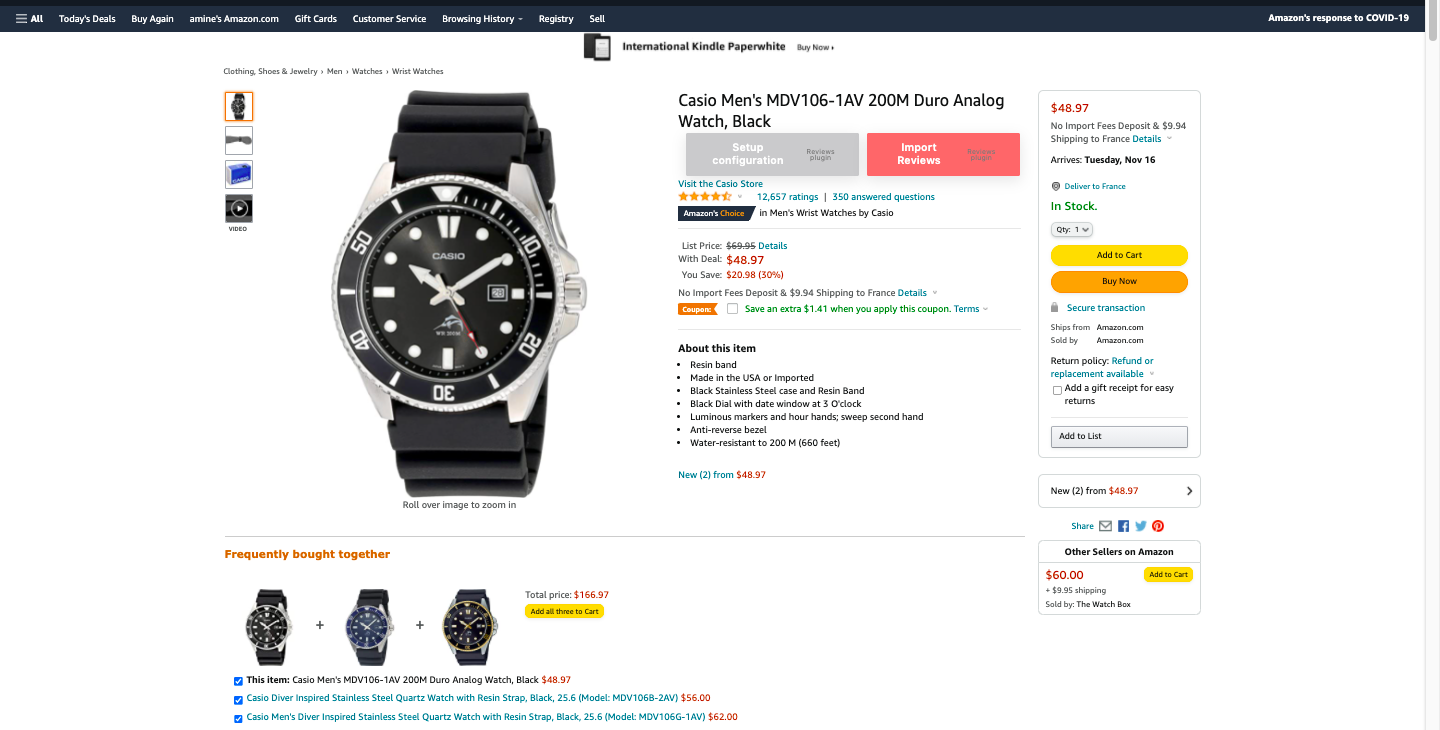 All Today's Deals Buy Again amine's Amazon.com Gift Cards Customer Service Browsing History Registry Sell Amazon's response to COVID-19
International Kindle Paperwhite Buy Now
Clothing, Shoes & Jewelry › Men › Watches › Wrist Watches
VIDEO
CASIO
WR 200M
28
50
10
40
20
30
Roll over image to zoom in
Casio Men's MDV106-1AV 200M Duro Analog
Watch, Black
Setup
configuration
Reviews
plugin
Import
Reviews
Reviews
plugin
Visit the Casio Store
12,657 ratings | 350 answered questions
Amazon's Choice in Men's Wrist Watches by Casio
List Price: $69.95 Details
With Deal: $48.97
You Save: $20.98 (30%)
No Import Fees Deposit & $9.94 Shipping to France Details
Coupon: Save an extra $1.41 when you apply this coupon. Terms
About this item
• Resin band
• Made in the USA or Imported
• Black Stainless Steel case and Resin Band
• Black Dial with date window at 3 O'clock
• Luminous markers and hour hands; sweep second hand
• Anti-reverse bezel
• Water-resistant to 200 M (660 feet)
New (2) from $48.97
$48.97
No Import Fees Deposit & $9.94
Shipping to France Details
Arrives: Tuesday, Nov 16
Deliver to France
In Stock.
Qty: 1
Add to Cart
Buy Now
Secure transaction
Ships from Amazon.com
Sold by Amazon.com
Return policy: Refund or
replacement available
Add a gift receipt for easy
returns
Add to List
New (2) from $48.97
Share
Other Sellers on Amazon
$60.00 Add to Cart
+ $9.95 shipping
Sold by: The Watch Box
Frequently bought together
+
+
Total price: $166.97
Add all three to Cart
This item: Casio Men's MDV106-1AV 200M Duro Analog Watch, Black $48.97
Casio Diver Inspired Stainless Steel Quartz Watch with Resin Strap, Black, 25.6 (Model: MDV106B-2AV) $56.00
Casio Men's Diver Inspired Stainless Steel Quartz Watch with Resin Strap, Black, 25.6 (Model: MDV106G-1AV) $62.00